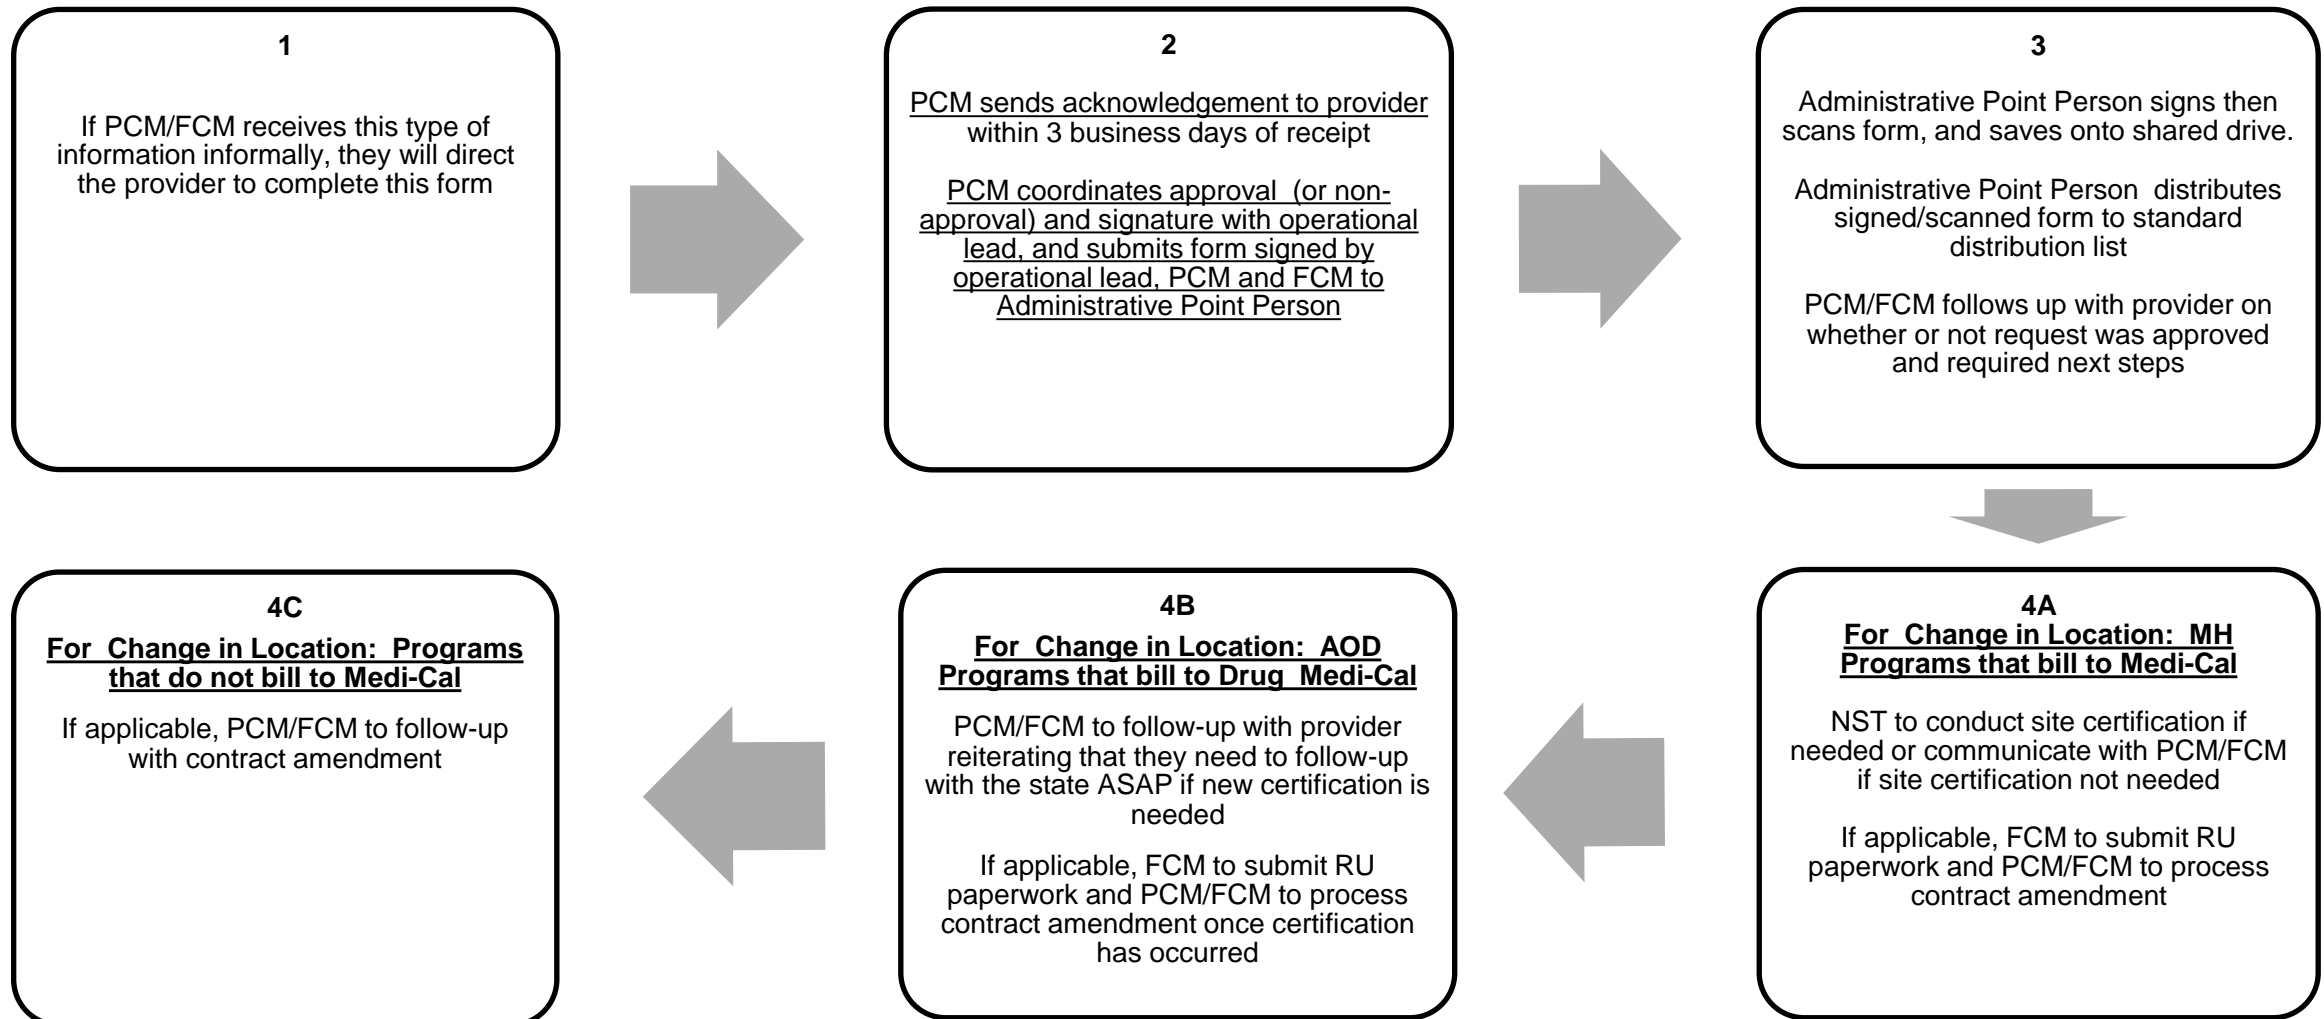 1
If PCM/FCM receives this type of
information informally, they will direct
the provider to complete this form
2
PCM sends acknowledgement to provider
within 3 business days of receipt
PCM coordinates approval (or non-
approval) and signature with operational
lead, and submits form signed by
operational lead, PCM and FCM to
Administrative Point Person
3
Administrative Point Person signs then
scans form, and saves onto shared drive.
Administrative Point Person distributes
signed/scanned form to standard
distribution list
PCM/FCM follows up with provider on
whether or not request was approved
and required next steps
4A
For Change in Location: MH
Programs that bill to Medi-Cal
NST to conduct site certification if
needed or communicate with PCM/FCM
if site certification not needed
If applicable, FCM to submit RU
paperwork and PCM/FCM to process
contract amendment
4B
For Change in Location: AOD
Programs that bill to Drug Medi-Cal
PCM/FCM to follow-up with provider
reiterating that they need to follow-up
with the state ASAP if new certification is
needed
If applicable, FCM to submit RU
paperwork and PCM/FCM to process
contract amendment once certification
has occurred
4C
For Change in Location: Programs
that do not bill to Medi-Cal
If applicable, PCM/FCM to follow-up
with contract amendment